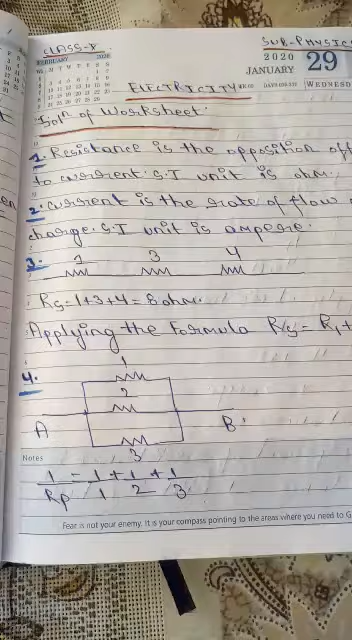 CLASS-X
SUB-PHYSIC
FEBRUARY 2020
2020
JANUARY
29
WEDNESD
ELECTRICITY
Solⁿ of Worksheet.
1. Resistance is the opposition off
to current. S.I unit is ohm.
2. Current is the rate of flow
charge. S.I unit is ampere.
3. 1 3 4
Rs=1+3+4=8ohm.
Applying the Formula Rs= R₁+
4. 1
2
A B
3
Notes
1 = 1 + 1 + 1
Rp 1 2 3
Fear is not your enemy. It is your compass pointing to the areas where you need to G